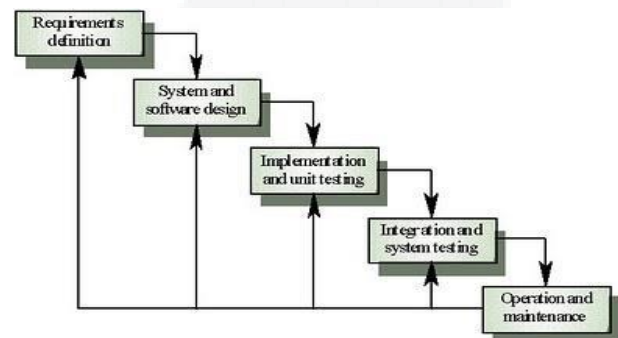 Requirements
definition
System and
software design
Implementation
and unit testing
Integration and
system testing
Operation and
maintenance